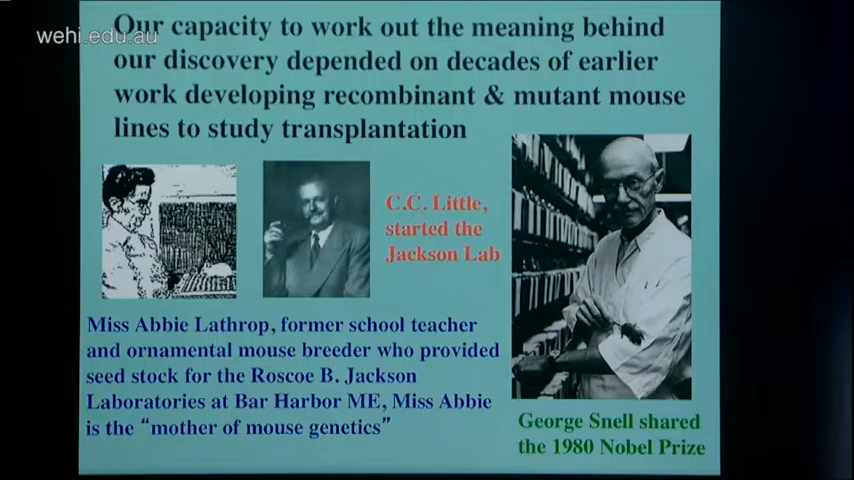 Our capacity to work out the meaning behind
our discovery depended on decades of earlier
work developing recombinant & mutant mouse
lines to study transplantation
wehi.edu.au
C.C. Little,
started the
Jackson Lab
Miss Abbie Lathrop, former school teacher
and ornamental mouse breeder who provided
seed stock for the Roscoe B. Jackson
Laboratories at Bar Harbor ME, Miss Abbie
is the “mother of mouse genetics”
George Snell shared
the 1980 Nobel Prize